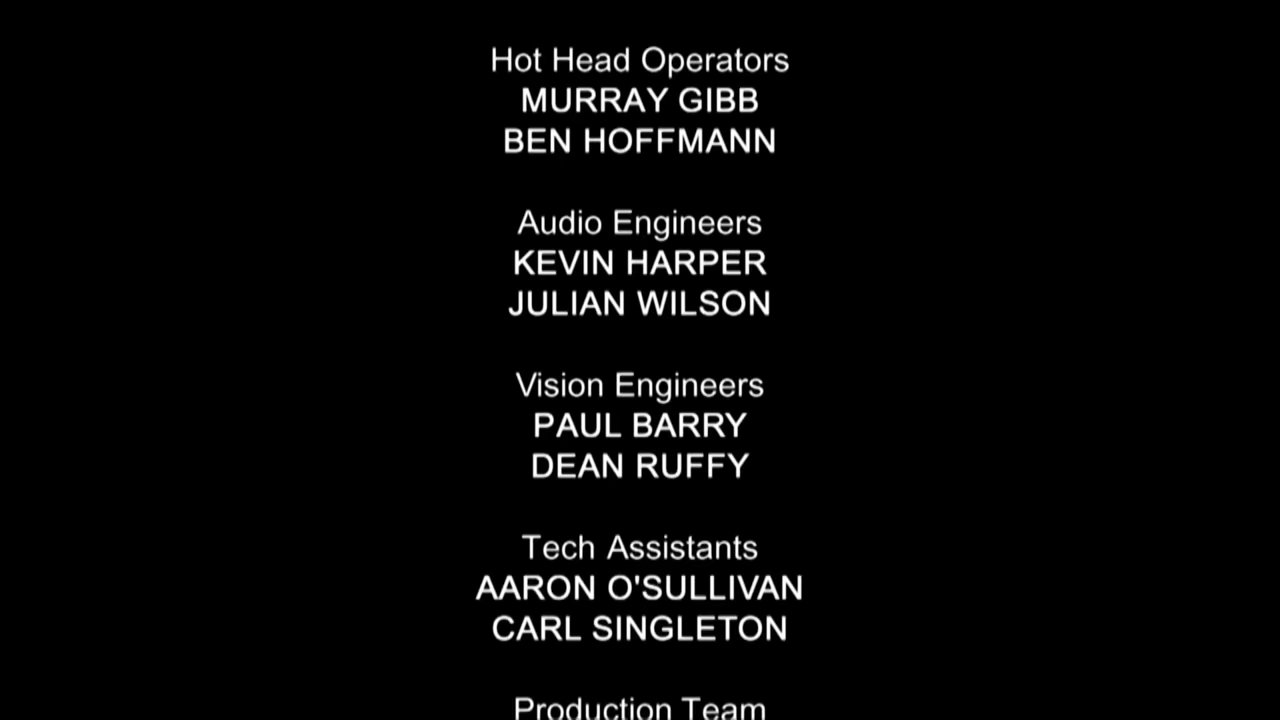 Hot Head Operators
MURRAY GIBB
BEN HOFFMANN
Audio Engineers
KEVIN HARPER
JULIAN WILSON
Vision Engineers
PAUL BARRY
DEAN RUFFY
Tech Assistants
AARON O'SULLIVAN
CARL SINGLETON
Production Team